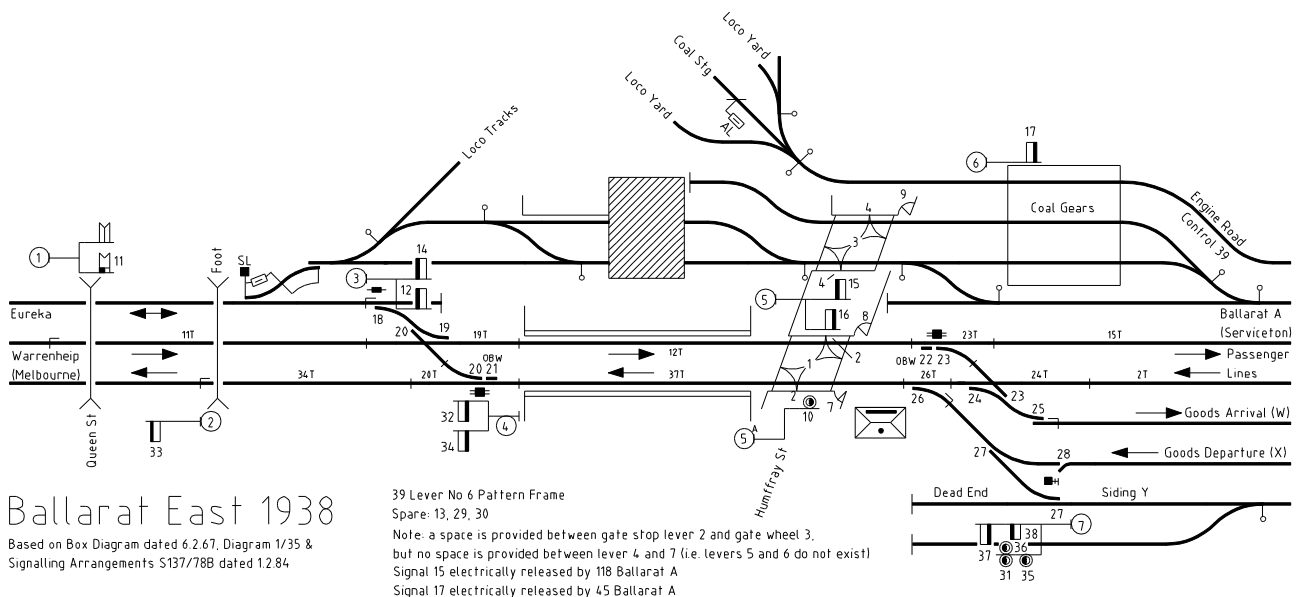 Loco Yard
Coal Stg
Loco Yard
AL
Loco Tracks
17
6
9
4
Coal Gears
Engine Road
Control 39
3
1
11
Foot
SL
14
3
12
4
15
5
16
8
Eureka
18
20
19
Ballarat A
(Serviceton)
11T
19T
12T
23T
15T
Warrenheip
(Melbourne)
OBW
20 21
1
2
OBW
22 23
Passenger
Lines
34T
20T
37T
26T
24T
2T
2
7
10
26
24
23
25
Goods Arrival (W)
32
34
4
2
33
5
A
Queen St
Humffray St
27
28
Goods Departure (X)
Dead End
Siding Y
27
7
37
36
38
31
35
Ballarat East 1938
Based on Box Diagram dated 6.2.67, Diagram 1/35 &
Signalling Arrangements S137/78B dated 1.2.84
39 Lever No 6 Pattern Frame
Spare: 13, 29, 30
Note: a space is provided between gate stop lever 2 and gate wheel 3,
but no space is provided between lever 4 and 7 (i.e. levers 5 and 6 do not exist)
Signal 15 electrically released by 118 Ballarat A
Signal 17 electrically released by 45 Ballarat A